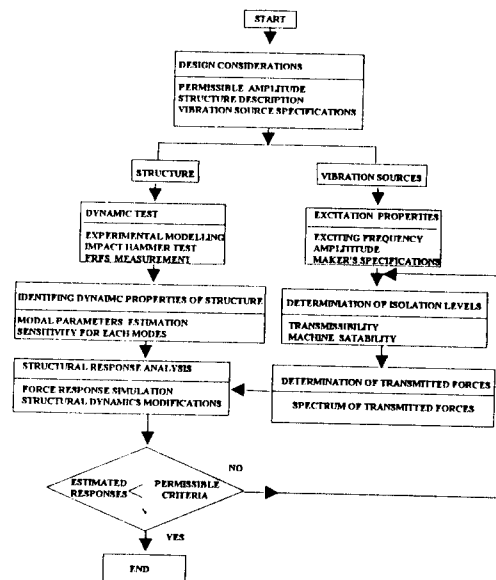 START
DESIGN CONSIDERATIONS
PERMISSIBLE AMPLITUDE
STRUCTURE DESCRIPTION
VIBRATION SOURCE SPECIFICATIONS
STRUCTURE
VIBRATION SOURCES
DYNAMIC TEST
EXPERIMENTAL MODELLING
IMPACT HAMMER TEST
FRFS MEASUREMENT
EXCITATION PROPERTIES
EXCITING FREQUENCY
AMPLTITUDE
MAKER'S SPECIFICATIONS
IDENTIFING DYNAIMC PROPERTIES OF STRUCTURE
MODAL PARAMETERS ESTIMATION
SENSITIVITY FOR EACH MODES
DETERMINATION OF ISOLATION LEVELS
TRANSMISSIBILITY
MACHINE SATABILITY
STRUCTURAL RESPONSE ANALYSIS
FORCE RESPONSE SIMULATION
STRUCTURAL DYNAMICS MODIFICATIONS
DETERMINATION OF TRANSMITTED FORCES
SPECTRUM OF TRANSMITTED FORCES
ESTIMATED RESPONSES < PERMISSIBLE CRITERIA
NO
YES
END